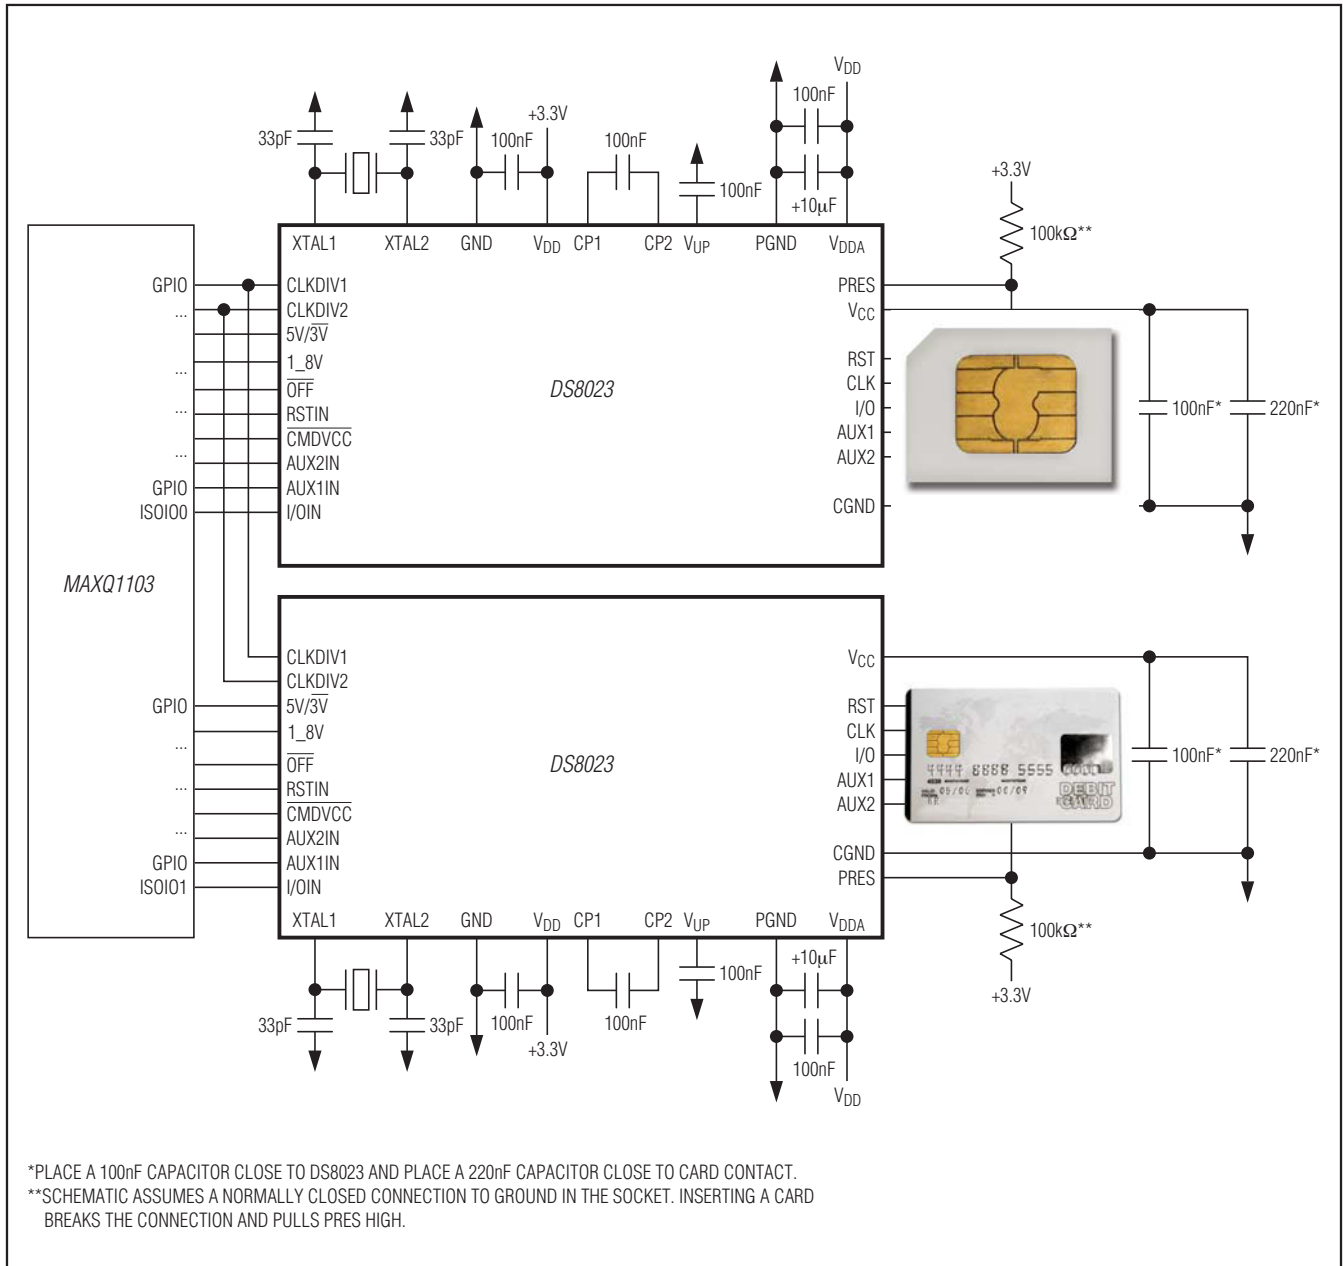 V_DD
100nF
+3.3V
33pF
33pF
100nF
100nF
100nF
+10μF
+3.3V
100kΩ**
XTAL1 XTAL2 GND V_DD CP1 CP2 V_UP PGND V_DDA
GPIO CLKDIV1 PRES
... CLKDIV2 V_CC
5V/3V̅
1_8V RST
...
O̅F̅F̅ DS8023 CLK
... RSTIN I/O 100nF* 220nF*
C̅M̅D̅V̅C̅C̅ AUX1
... AUX2IN AUX2
GPIO AUX1IN
ISOIO0 I/OIN CGND
MAXQ1103
CLKDIV1 V_CC
CLKDIV2
GPIO 5V/3V̅ RST
1_8V CLK
...
O̅F̅F̅ DS8023 I/O 100nF* 220nF*
... RSTIN AUX1
C̅M̅D̅V̅C̅C̅ AUX2
... AUX2IN
GPIO AUX1IN CGND
ISOIO1 I/OIN PRES
4444 8888 5555
DEBIT
CARD
XTAL1 XTAL2 GND V_DD CP1 CP2 V_UP PGND V_DDA
100kΩ**
+10μF
100nF
+3.3V
33pF
33pF
100nF
100nF
+3.3V
100nF
V_DD
*PLACE A 100nF CAPACITOR CLOSE TO DS8023 AND PLACE A 220nF CAPACITOR CLOSE TO CARD CONTACT.
**SCHEMATIC ASSUMES A NORMALLY CLOSED CONNECTION TO GROUND IN THE SOCKET. INSERTING A CARD
BREAKS THE CONNECTION AND PULLS PRES HIGH.